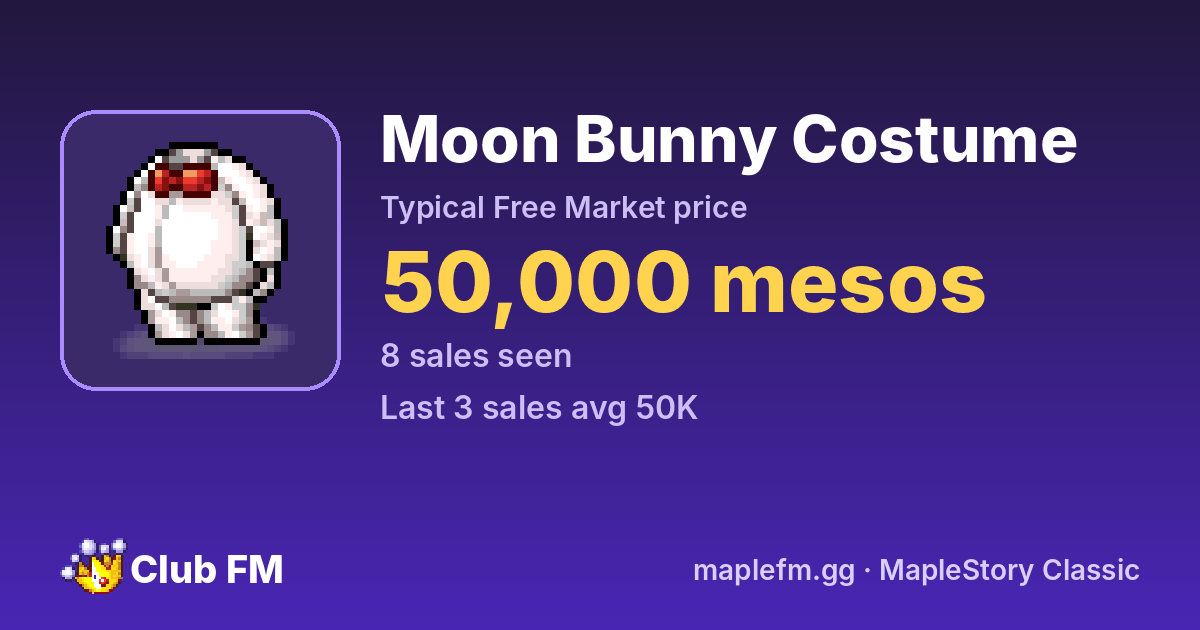 Moon Bunny Costume
Typical Free Market price
50,000 mesos
8 sales seen
Last 3 sales avg 50K
Club FM
maplefm.gg · MapleStory Classic